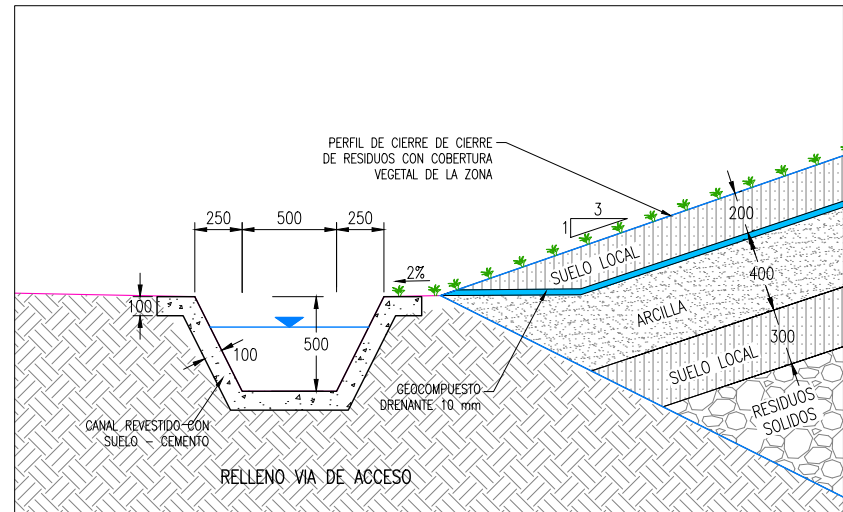 PERFIL DE CIERRE DE CIERRE
DE RESIDUOS CON COBERTURA
VEGETAL DE LA ZONA
250
500
250
3
1
200
2%
SUELO LOCAL
400
100
ARCILLA
500
100
300
SUELO LOCAL
GEOCOMPUESTO
DRENANTE 10 mm
RESIDUOS
SOLIDOS
CANAL REVESTIDO CON
SUELO - CEMENTO
RELLENO VIA DE ACCESO